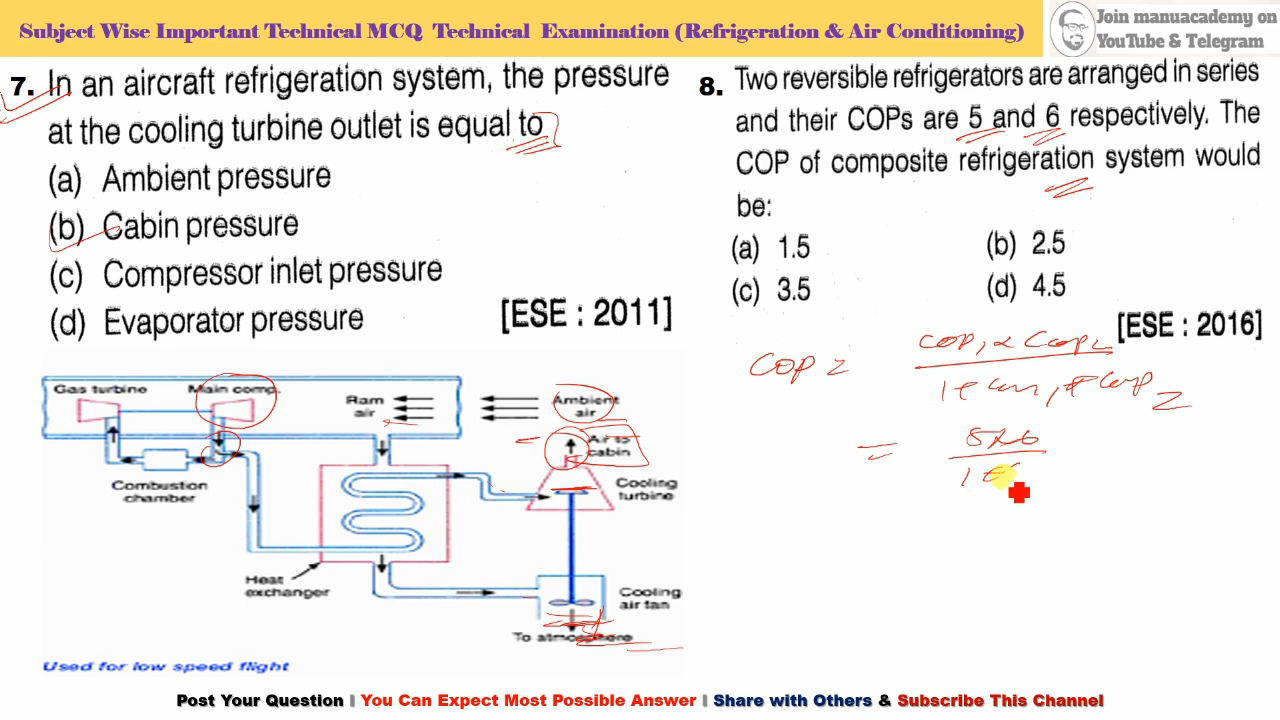 Subject Wise Important Technical MCQ Technical Examination (Refrigeration & Air Conditioning)
Join manuacademy on
YouTube & Telegram
7. In an aircraft refrigeration system, the pressure
at the cooling turbine outlet is equal to
(a) Ambient pressure
(b) Cabin pressure
(c) Compressor inlet pressure
(d) Evaporator pressure
[ESE : 2011]
Gas turbine
Main comp.
Ram
air
Ambient
air
Air to
cabin
Combustion
chamber
Cooling
turbine
Heat
exchanger
Cooling
air fan
To atmosphere
Used for low speed flight
8. Two reversible refrigerators are arranged in series
and their COPs are 5 and 6 respectively. The
COP of composite refrigeration system would
be:
(a) 1.5 (b) 2.5
(c) 3.5 (d) 4.5
[ESE : 2016]
COP =
=
5×6
Post Your Question | You Can Expect Most Possible Answer | Share with Others & Subscribe This Channel